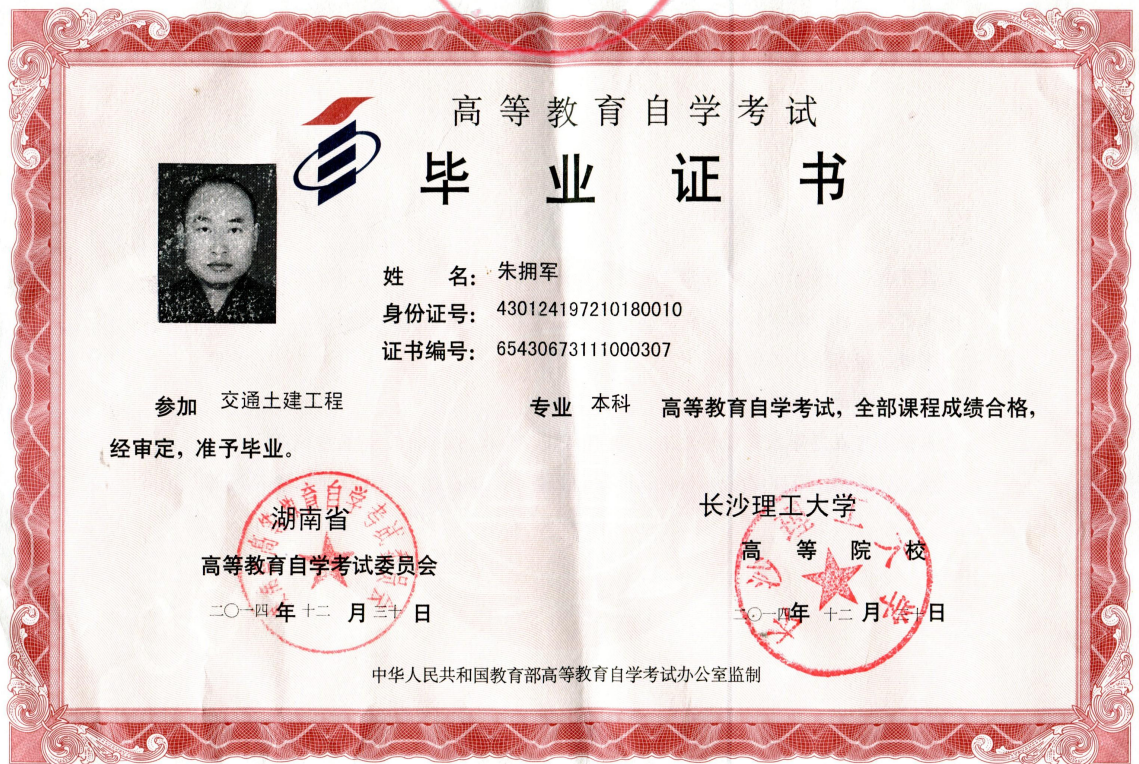 高等教育自学考试
毕业证书
姓 名: 朱拥军
身份证号: 430124197210180010
证书编号: 65430673111000307
参加 交通土建工程 专业 本科 高等教育自学考试,全部课程成绩合格,
经审定,准予毕业。
湖南省
高等教育自学考试委员会
二〇一四年十二月三十日
长沙理工大学
高等院校
二〇一四年十二月三十日
中华人民共和国教育部高等教育自学考试办公室监制